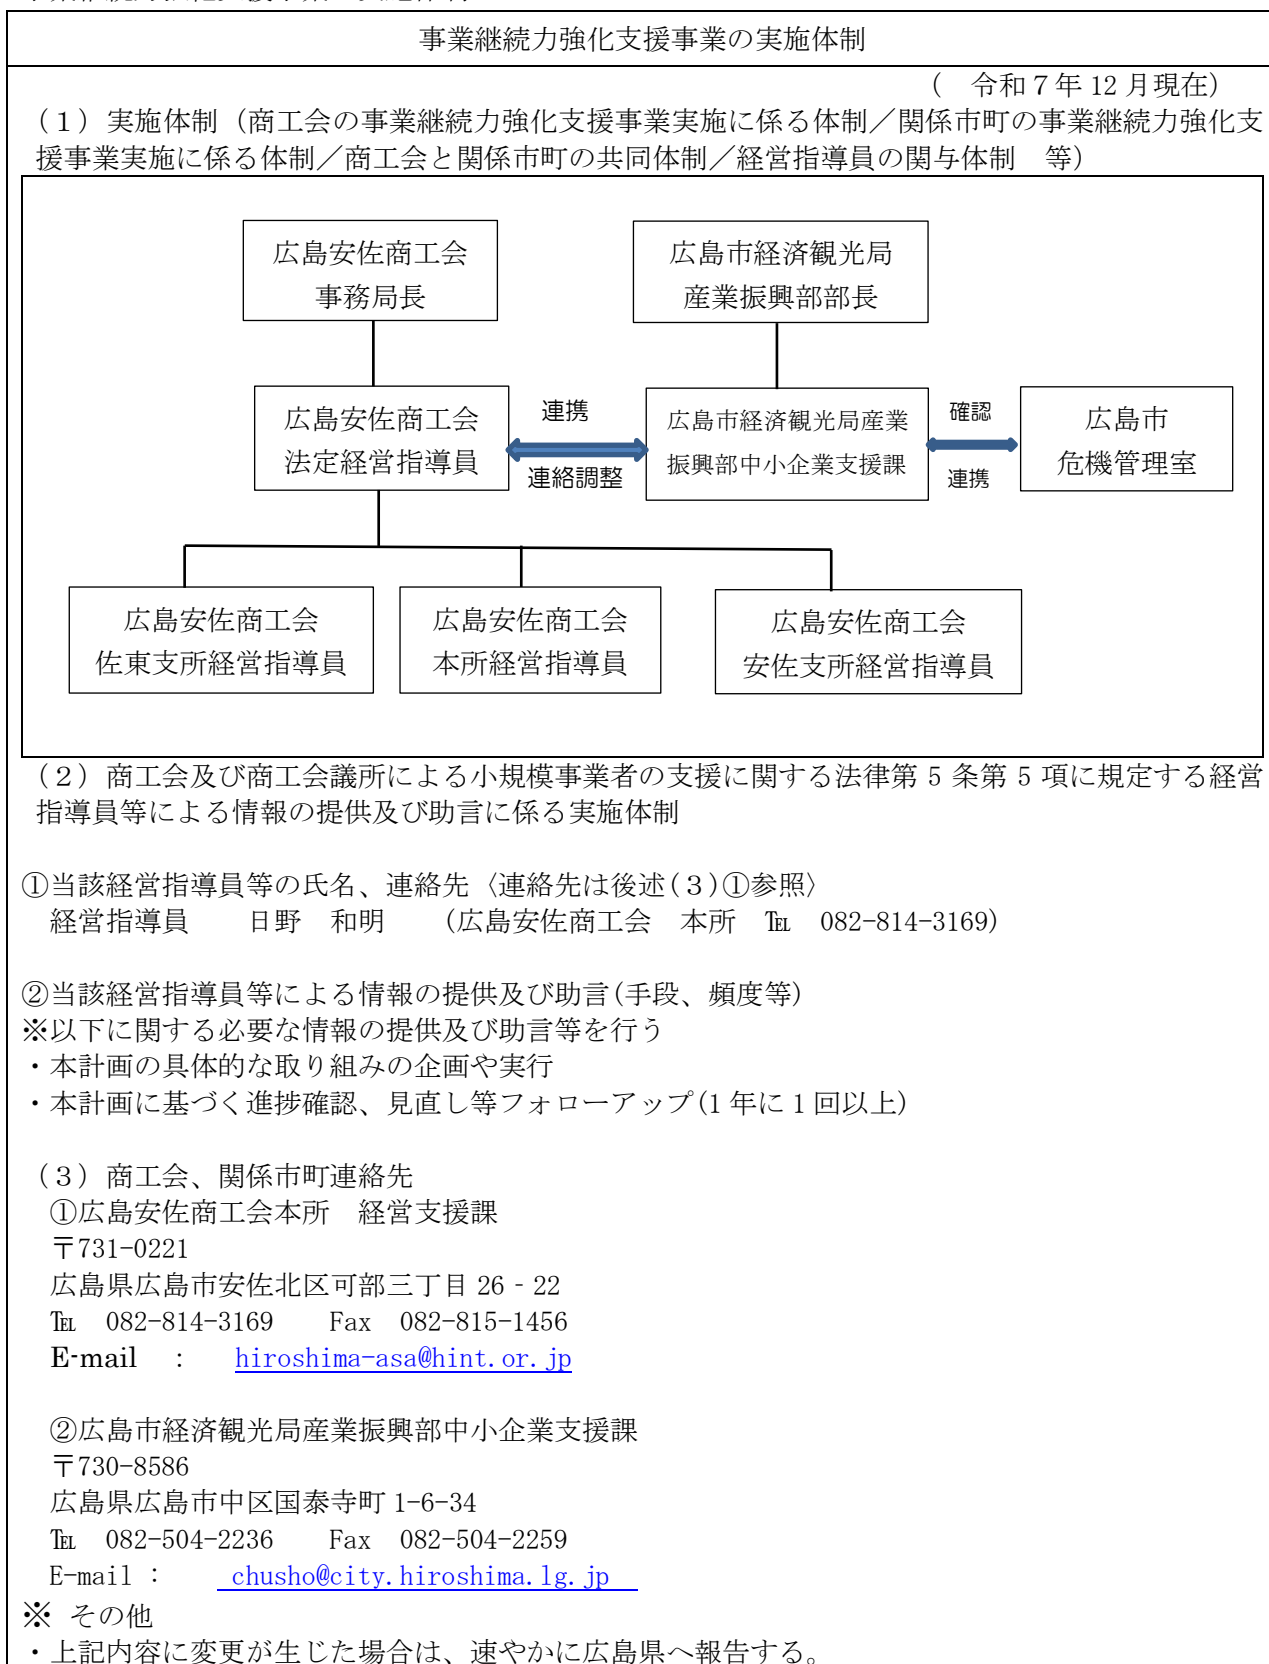 事業継続力強化支援事業の実施体制
(　令和７年 12 月現在)
（１）実施体制（商工会の事業継続力強化支援事業実施に係る体制／関係市町の事業継続力強化支
援事業実施に係る体制／商工会と関係市町の共同体制／経営指導員の関与体制　等）
広島安佐商工会
事務局長
広島市経済観光局
産業振興部部長
広島安佐商工会
法定経営指導員
連携
連絡調整
広島市経済観光局産業
振興部中小企業支援課
確認
連携
広島市
危機管理室
広島安佐商工会
佐東支所経営指導員
広島安佐商工会
本所経営指導員
広島安佐商工会
安佐支所経営指導員
（２）商工会及び商工会議所による小規模事業者の支援に関する法律第 5 条第 5 項に規定する経営
指導員等による情報の提供及び助言に係る実施体制
①当該経営指導員等の氏名、連絡先〈連絡先は後述(３)①参照〉
経営指導員　　日野　和明　　（広島安佐商工会　本所　℡　082-814-3169）
②当該経営指導員等による情報の提供及び助言(手段、頻度等)
※以下に関する必要な情報の提供及び助言等を行う
・本計画の具体的な取り組みの企画や実行
・本計画に基づく進捗確認、見直し等フォローアップ(1 年に 1 回以上)
（３）商工会、関係市町連絡先
①広島安佐商工会本所　経営支援課
〒731-0221
広島県広島市安佐北区可部三丁目 26‐22
℡　082-814-3169　　Fax　082-815-1456
E-mail　：　hiroshima-asa@hint.or.jp
②広島市経済観光局産業振興部中小企業支援課
〒730-8586
広島県広島市中区国泰寺町 1-6-34
℡　082-504-2236　　Fax　082-504-2259
E-mail：　chusho@city.hiroshima.lg.jp
※ その他
・上記内容に変更が生じた場合は、速やかに広島県へ報告する。